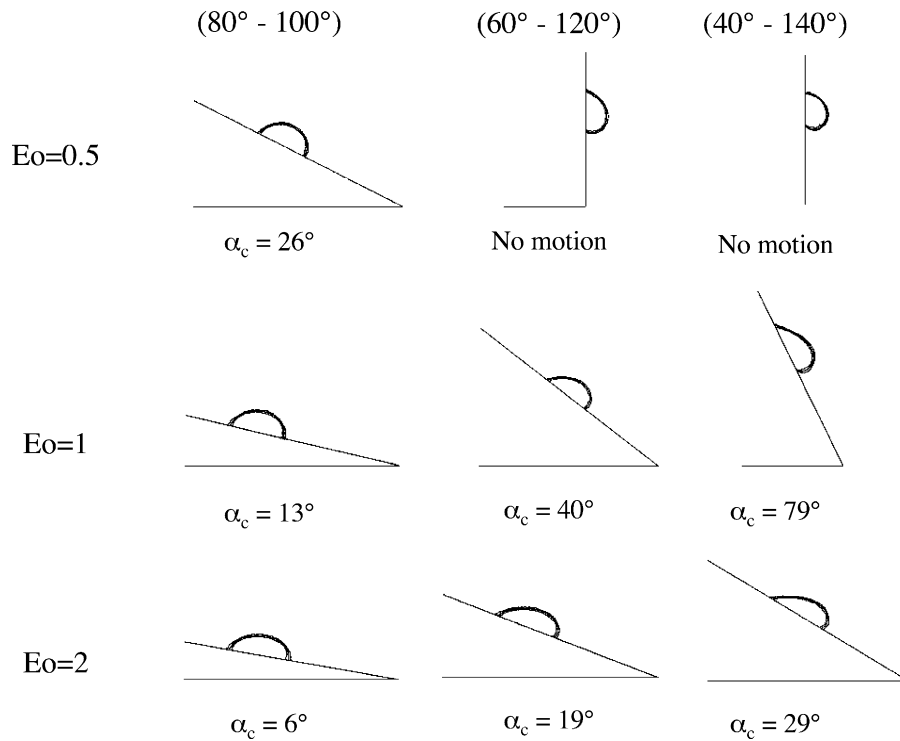 (80° - 100°) (60° - 120°) (40° - 140°)
Eo=0.5
α_c = 26° No motion No motion
Eo=1
α_c = 13° α_c = 40° α_c = 79°
Eo=2
α_c = 6° α_c = 19° α_c = 29°